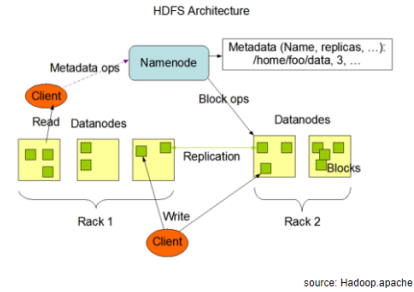 HDFS Architecture
Metadata (Name, replicas, ...):
/home/foo/data, 3, ...
Namenode
Metadata ops
Client
Block ops
Read
Datanodes
Datanodes
Replication
Blocks
Rack 1
Write
Rack 2
Client
source: Hadoop.apache